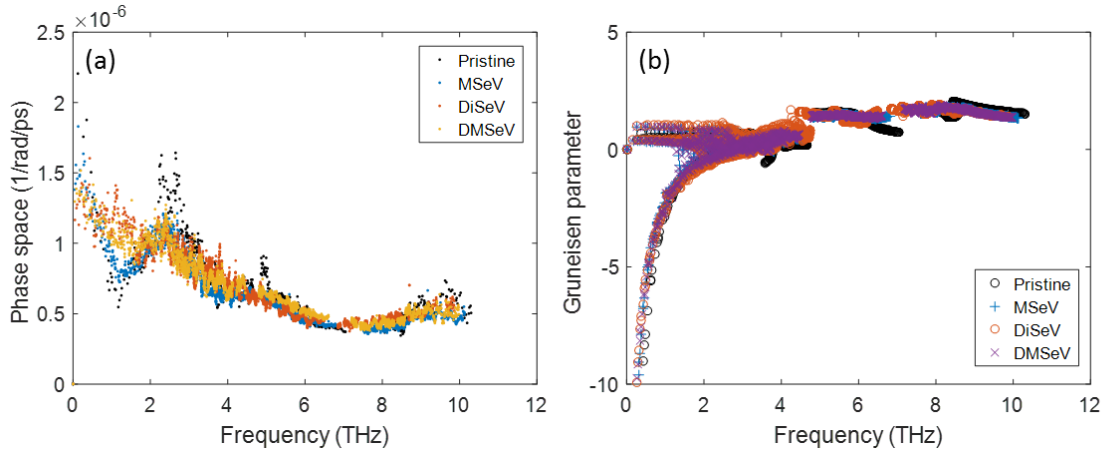 ×10⁻⁶
2.5
2
1.5
1
0.5
0
(a)
Pristine
MSeV
DiSeV
DMSeV
Phase space (1/rad/ps)
0 2 4 6 8 10 12
Frequency (THz)
5
0
-5
-10
(b)
Gruneisen parameter
Pristine
MSeV
DiSeV
DMSeV
0 2 4 6 8 10 12
Frequency (THz)